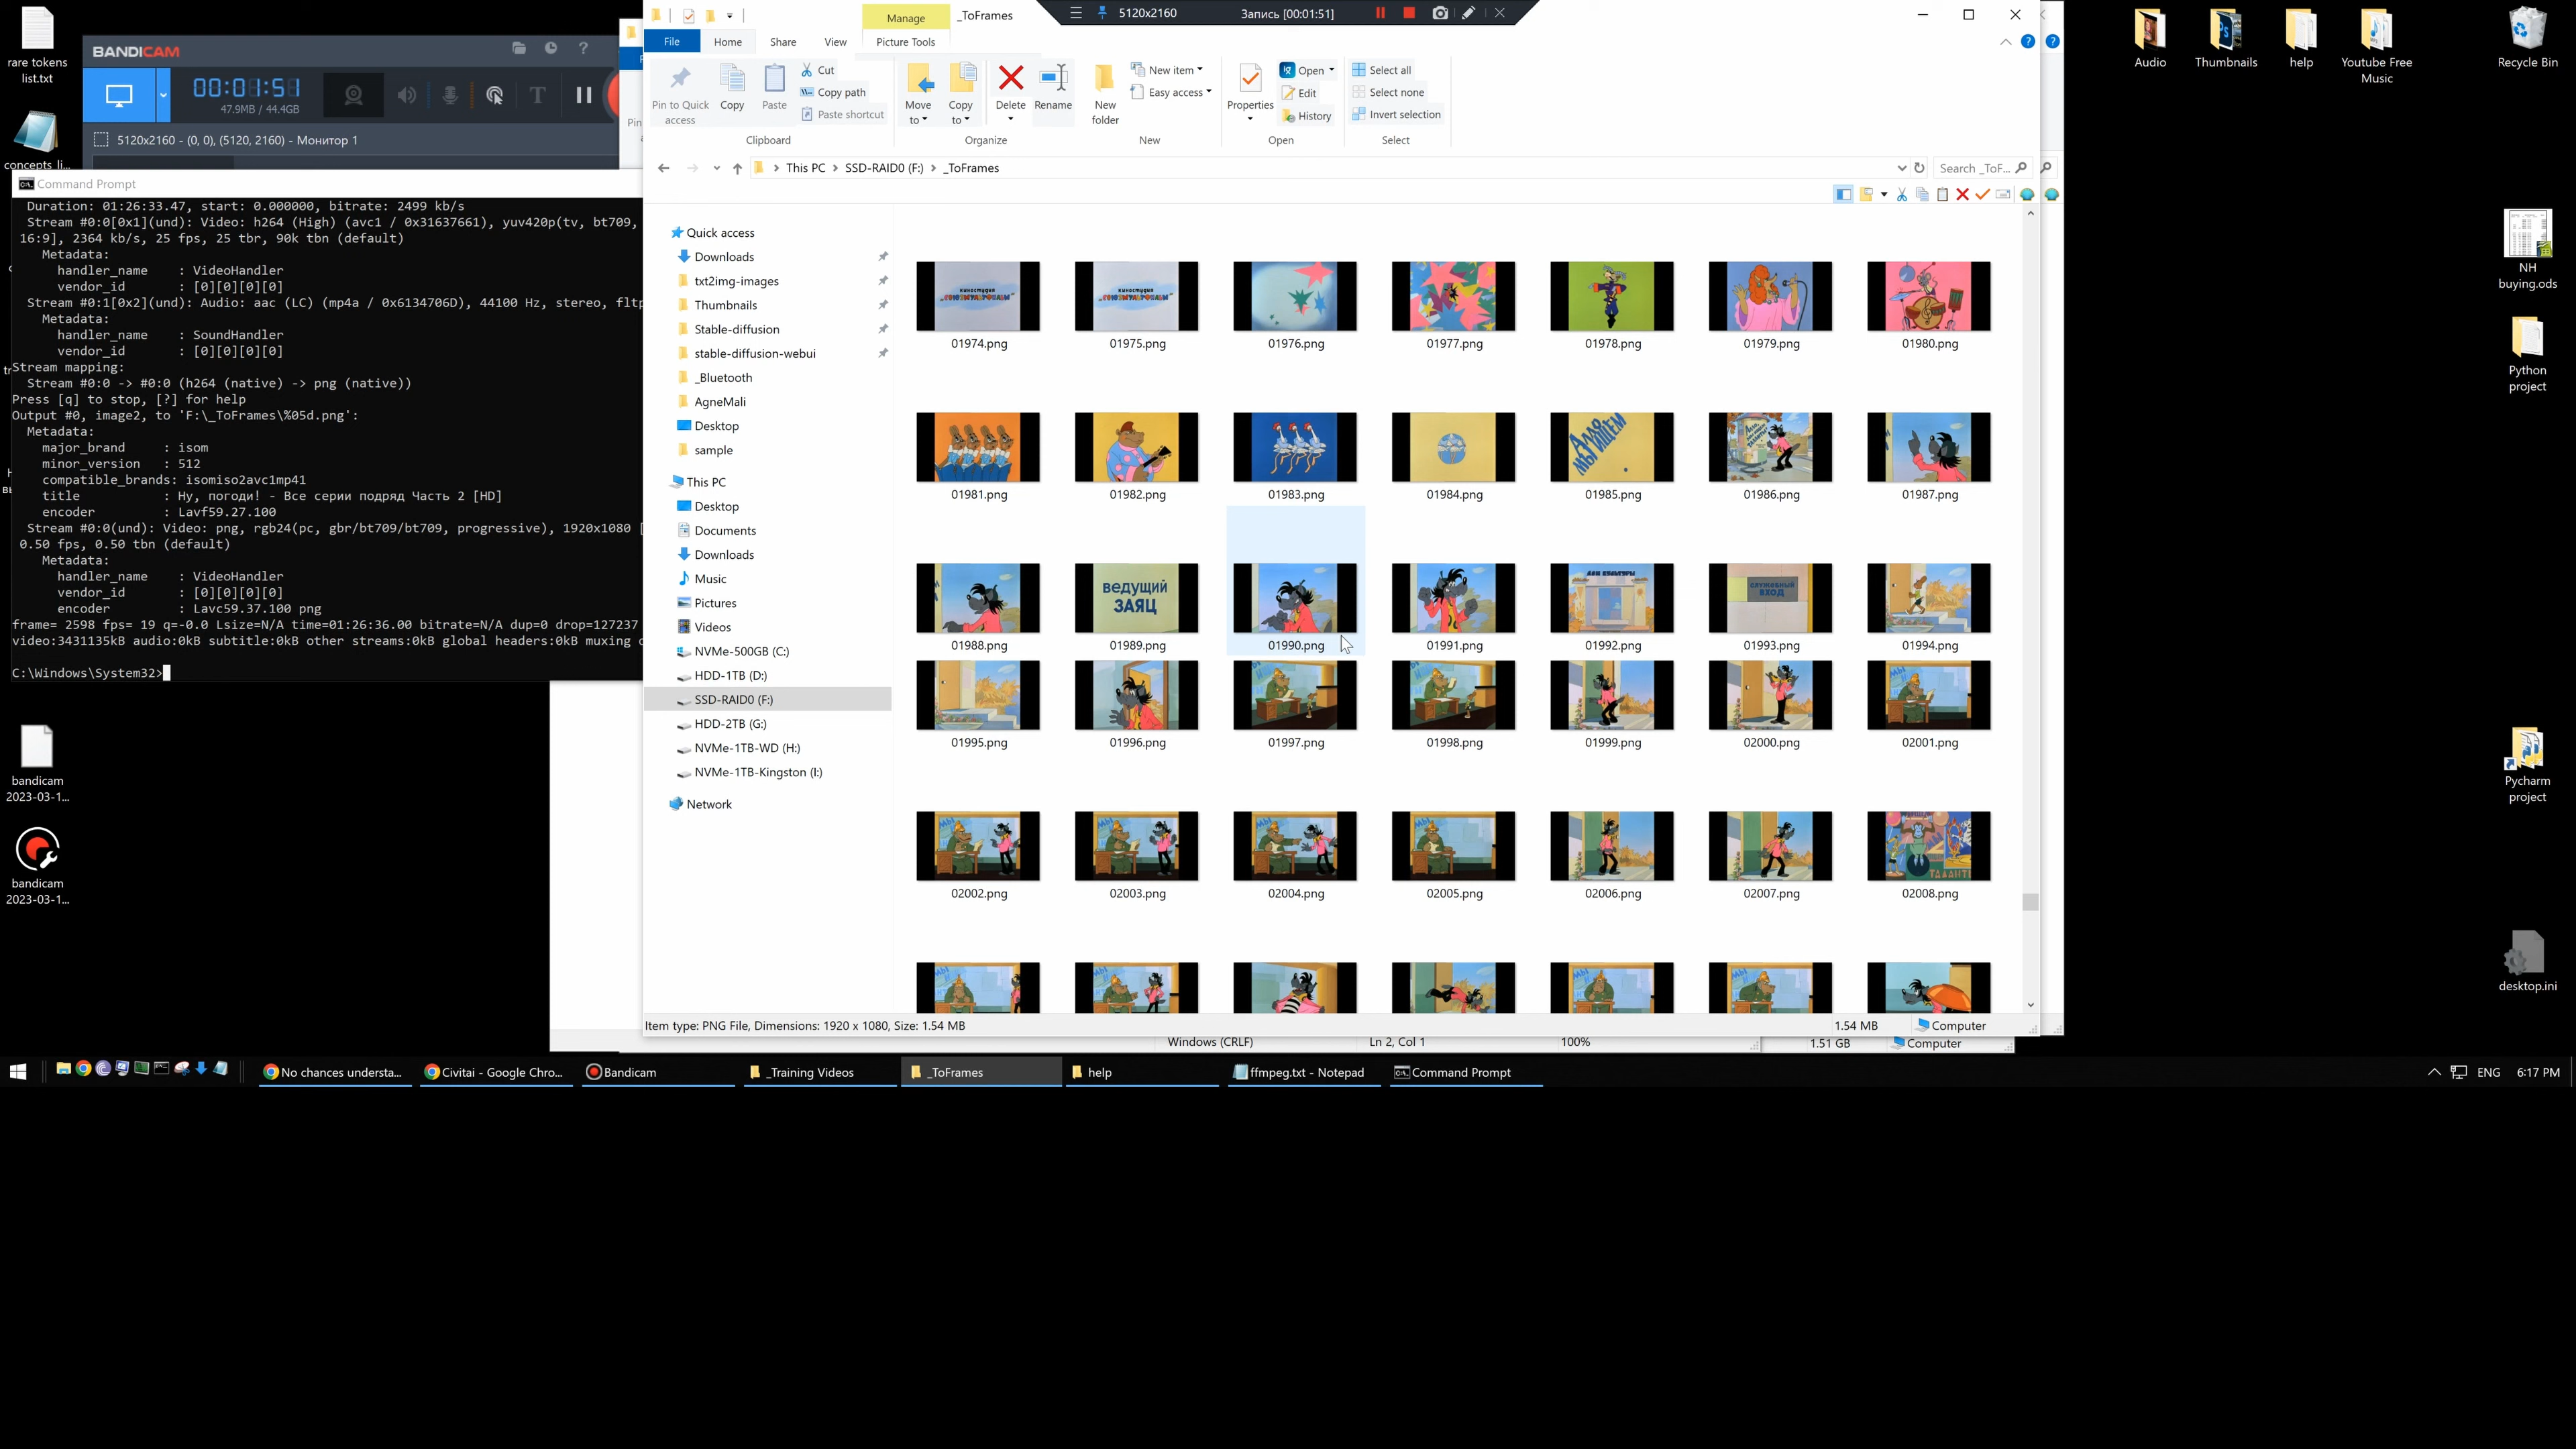 rare tokens
list.txt
concepts_li...
BANDICAM
00:01:51
47.9MB / 44.4GB
5120x2160 - (0, 0), (5120, 2160) - Монитор 1
5120x2160
Запись [00:01:51]
Manage
_ToFrames
File
Home
Share
View
Picture Tools
Pin to Quick
access
Copy
Paste
Cut
Copy path
Paste shortcut
Clipboard
Move
to
Copy
to
Delete
Rename
Organize
New
folder
New item
Easy access
New
Properties
Open
Edit
History
Open
Select all
Select none
Invert selection
Select
This PC
SSD-RAID0 (F:)
_ToFrames
Search _ToF...
Command Prompt
Duration: 01:26:33.47, start: 0.000000, bitrate: 2499 kb/s
Stream #0:0[0x1](und): Video: h264 (High) (avc1 / 0x31637661), yuv420p(tv, bt709,
16:9], 2364 kb/s, 25 fps, 25 tbr, 90k tbn (default)
Metadata:
handler_name : VideoHandler
vendor_id : [0][0][0][0]
Stream #0:1[0x2](und): Audio: aac (LC) (mp4a / 0x6134706D), 44100 Hz, stereo, fltp
Metadata:
handler_name : SoundHandler
vendor_id : [0][0][0][0]
Stream mapping:
Stream #0:0 -> #0:0 (h264 (native) -> png (native))
Press [q] to stop, [?] for help
Output #0, image2, to 'F:\_ToFrames\%05d.png':
Metadata:
major_brand : isom
minor_version : 512
compatible_brands: isomiso2avc1mp41
title : Ну, погоди! - Все серии подряд Часть 2 [HD]
encoder : Lavf59.27.100
Stream #0:0(und): Video: png, rgb24(pc, gbr/bt709/bt709, progressive), 1920x1080 [
0.50 fps, 0.50 tbn (default)
Metadata:
handler_name : VideoHandler
vendor_id : [0][0][0][0]
encoder : Lavc59.37.100 png
frame= 2598 fps= 19 q=-0.0 Lsize=N/A time=01:26:36.00 bitrate=N/A dup=0 drop=127237
video:3431135kB audio:0kB subtitle:0kB other streams:0kB global headers:0kB muxing
C:\Windows\System32>
Quick access
Downloads
txt2img-images
Thumbnails
Stable-diffusion
stable-diffusion-webui
_Bluetooth
AgneMali
Desktop
sample
This PC
Desktop
Documents
Downloads
Music
Pictures
Videos
NVMe-500GB (C:)
HDD-1TB (D:)
SSD-RAID0 (F:)
HDD-2TB (G:)
NVMe-1TB-WD (H:)
NVMe-1TB-Kingston (I:)
Network
киностудия
"СОЮЗМУЛЬТФИЛЬМ"
киностудия
"СОЮЗМУЛЬТФИЛЬМ"
01974.png 01975.png 01976.png 01977.png 01978.png 01979.png 01980.png
Алло
МЫ ИЩЕМ
01981.png 01982.png 01983.png 01984.png 01985.png 01986.png 01987.png
ВЕДУЩИЙ
ЗАЯЦ
СЛУЖЕБНЫЙ
ВХОД
01988.png 01989.png 01990.png 01991.png 01992.png 01993.png 01994.png
01995.png 01996.png 01997.png 01998.png 01999.png 02000.png 02001.png
02002.png 02003.png 02004.png 02005.png 02006.png 02007.png 02008.png
Item type: PNG File, Dimensions: 1920 x 1080, Size: 1.54 MB
1.54 MB
Computer
Windows (CRLF)
Ln 2, Col 1
100%
1.51 GB
Computer
bandicam
2023-03-1...
bandicam
2023-03-1...
Audio
Thumbnails
help
Youtube Free
Music
Recycle Bin
NH
buying.ods
Python
project
Pycharm
project
desktop.ini
No chances understa...
Civitai - Google Chro...
Bandicam
_Training Videos
_ToFrames
help
ffmpeg.txt - Notepad
Command Prompt
ENG
6:17 PM